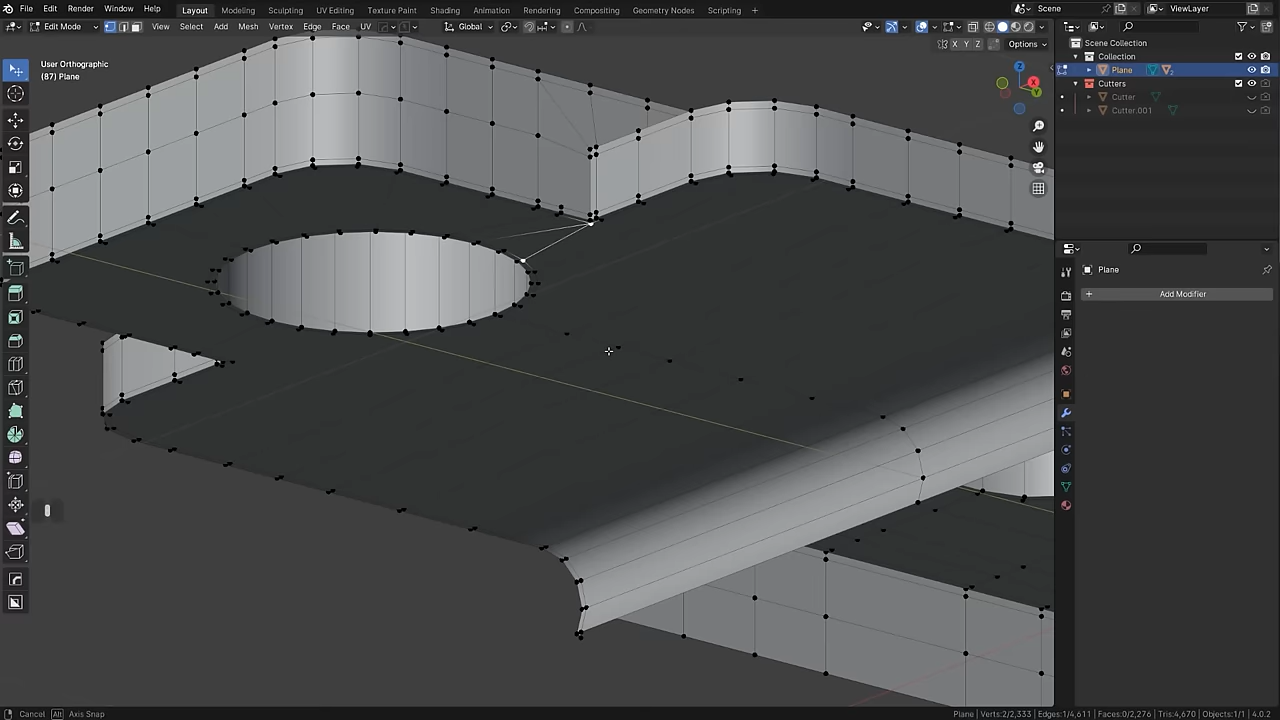 File Edit Render Window Help Layout Modeling Sculpting UV Editing Texture Paint Shading Animation Rendering Compositing Geometry Nodes Scripting Scene ViewLayer
Edit Mode View Select Add Mesh Vertex Edge Face UV Global
X Y Z Options
User Orthographic
(87) Plane
Z
X
Y
Scene Collection
Collection
Plane
2
Cutters
Cutter
Cutter.001
Plane
+ Add Modifier
Cancel Alt Axis Snap
Plane | Verts:2/2,333 | Edges:1/4,611 | Faces:0/2,276 | Tris:4,670 | Objects:1/1 | 4.0.2